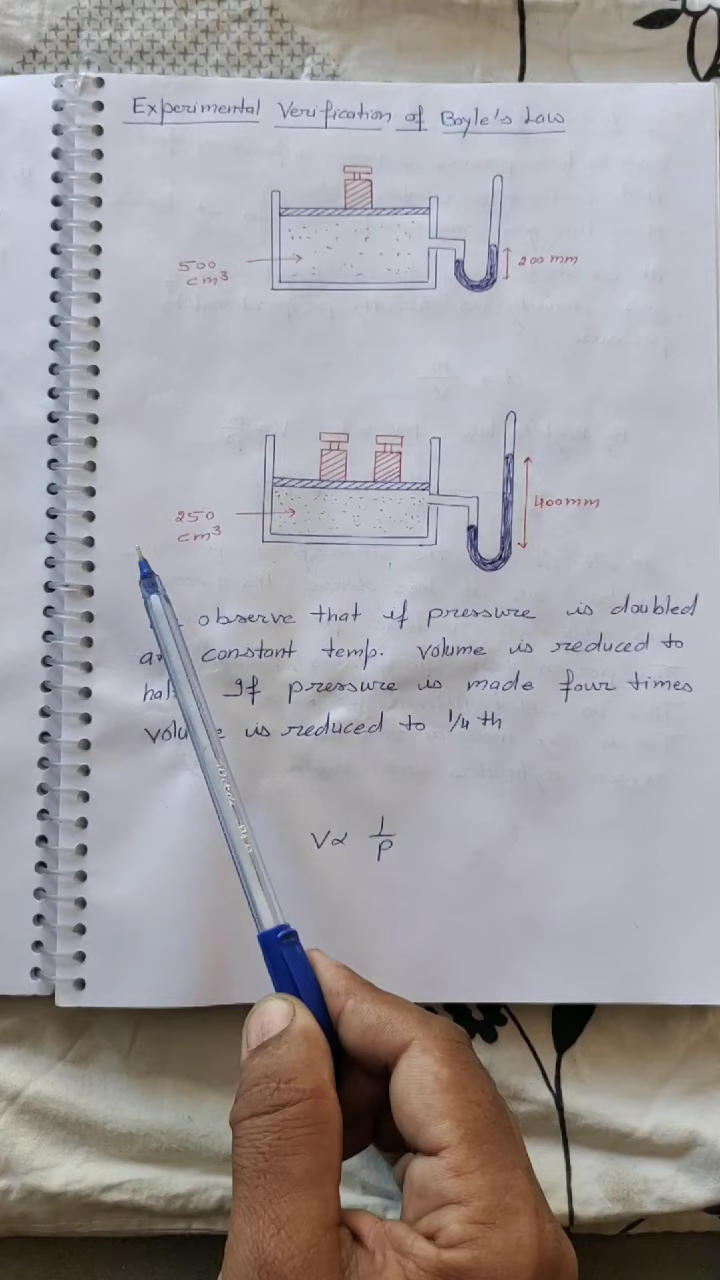 Experimental Verification of Boyle's Law
500 cm³
200 mm
250 cm³
400mm
observe that if pressure is doubled
constant temp. volume is reduced to
If pressure is made four times
is reduced to ¼ th
V∝ 1/P